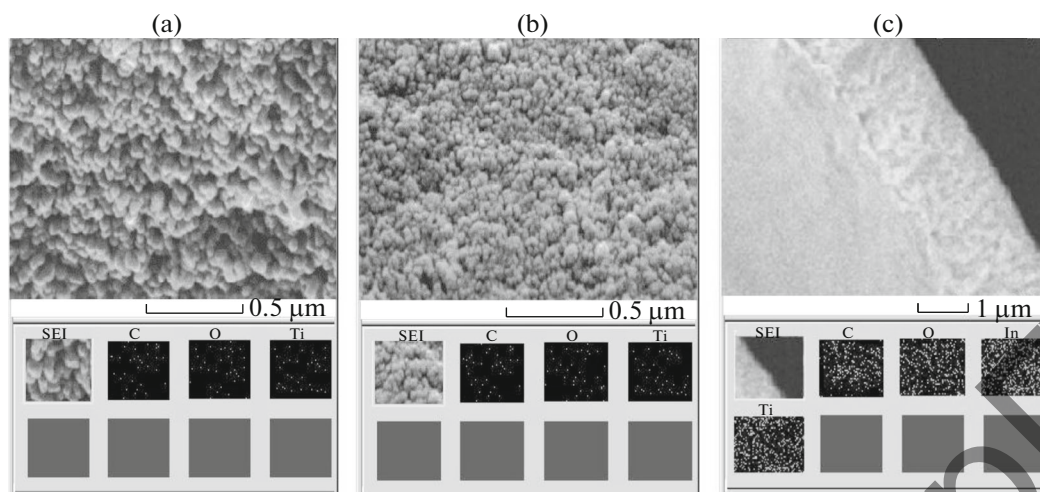 (a) (b) (c)
0.5 μm 0.5 μm 1 μm
SEI C O Ti SEI C O Ti SEI C O In
Ti